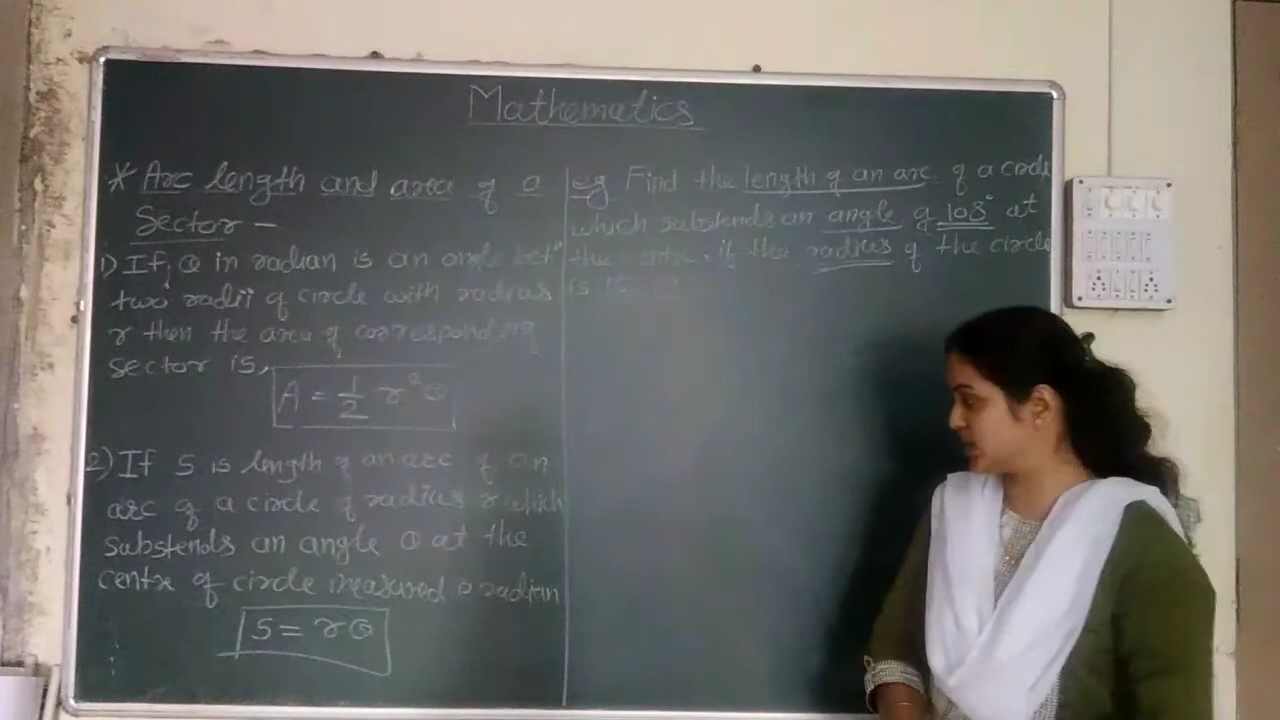 Mathematics
* Arc length and area of a
Sector –
1) If, θ in radian is an angle betⁿ
two radii of circle with radius
r then the area of corresponding
sector is,
A = 1/2 r²θ
2) If S is length of an arc of an
arc of a circle of radius r which
substends an angle θ at the
centre of circle measured in radian
S = rθ
eg Find the length of an arc of a circle
which substends an angle of 108° at
the centre, if the radius of the circle
is 15